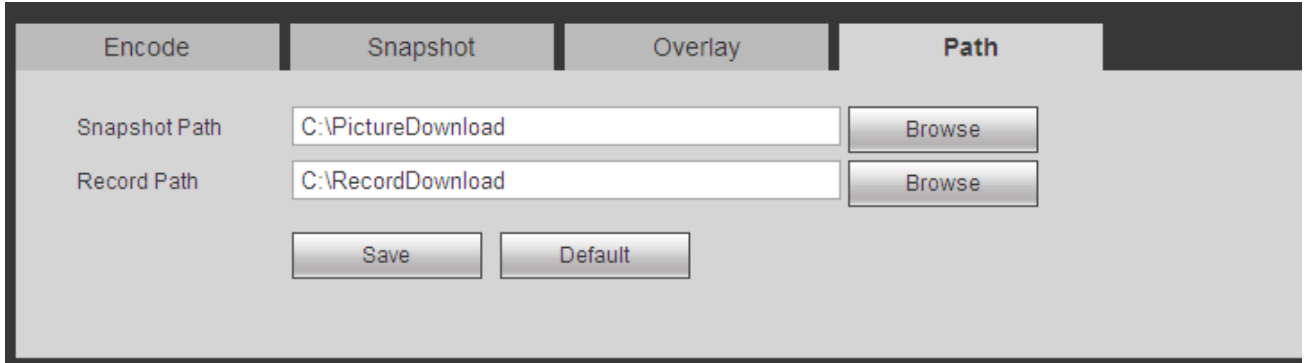 Encode Snapshot Overlay Path
Snapshot Path C:\PictureDownload Browse
Record Path C:\RecordDownload Browse
Save Default